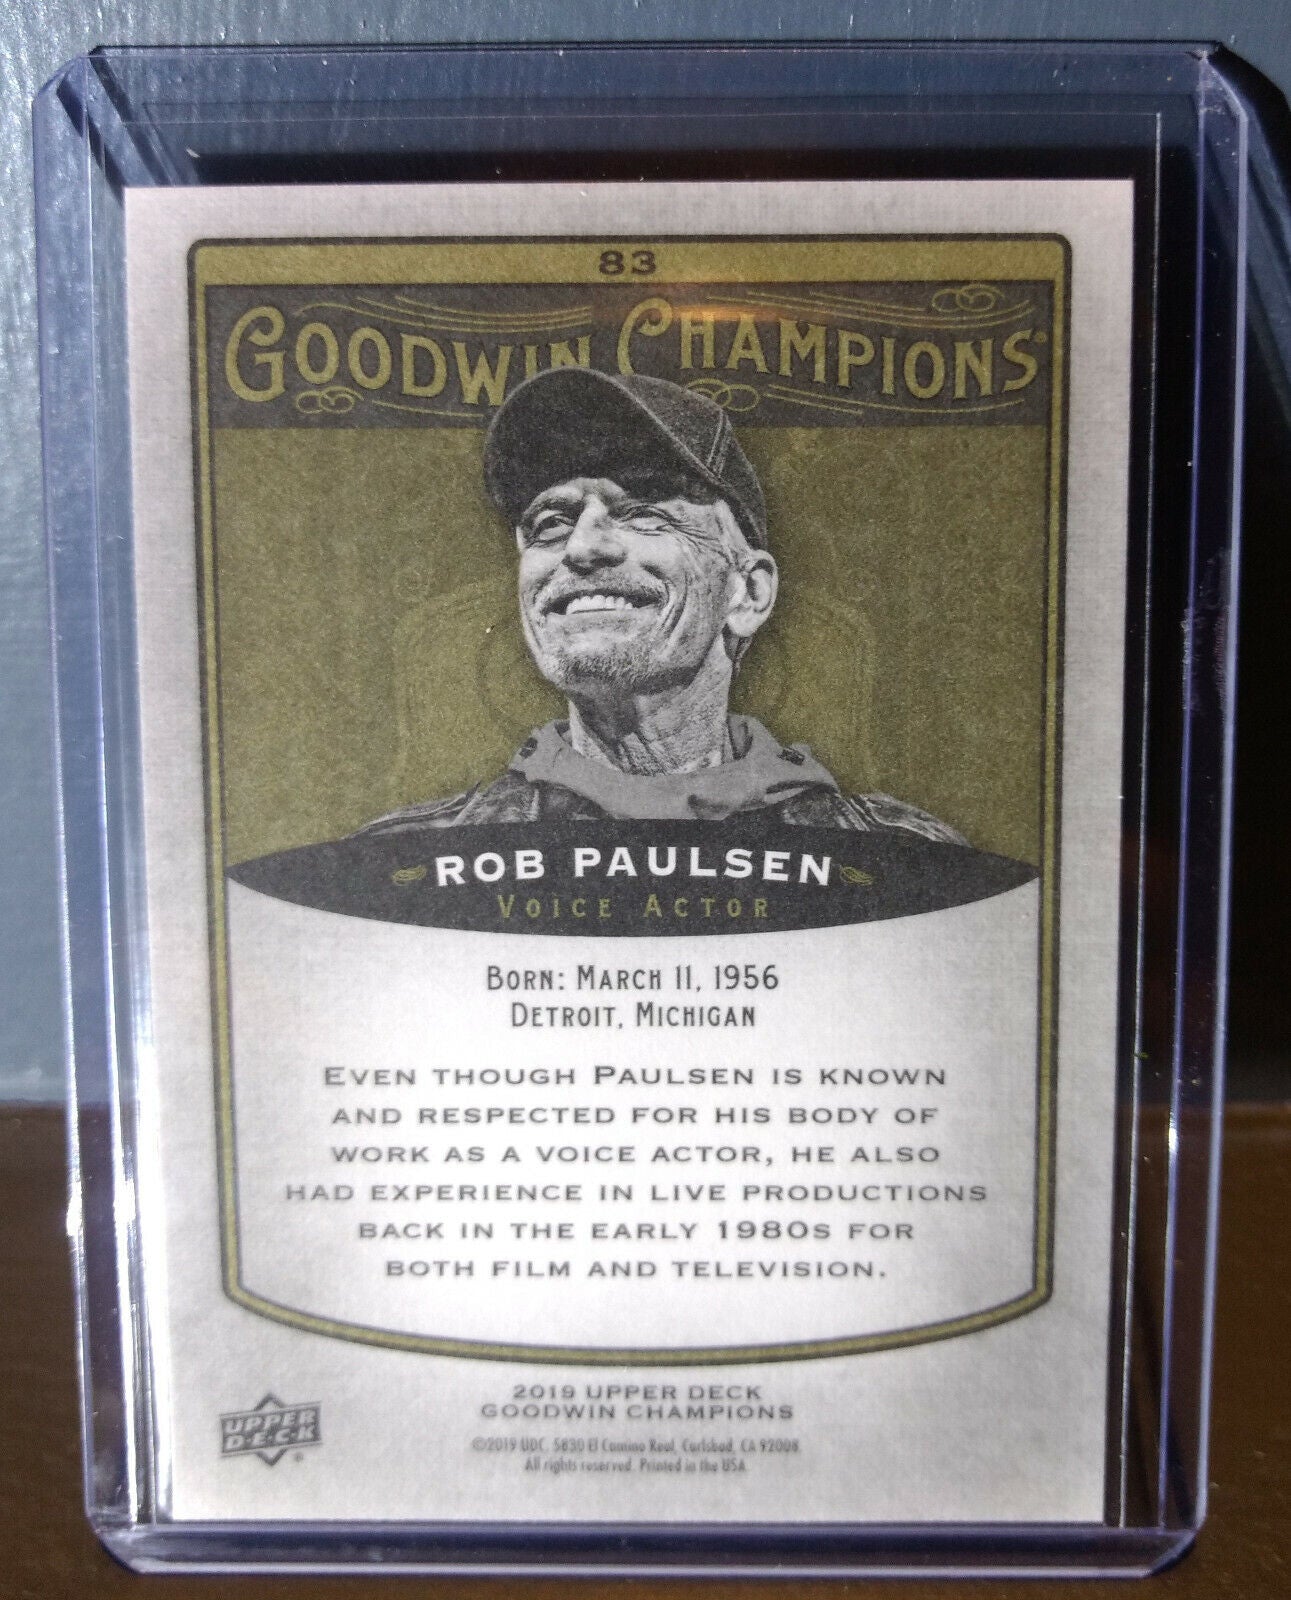 83
GOODWIN CHAMPIONS®
ROB PAULSEN
VOICE ACTOR
BORN: MARCH 11, 1956
DETROIT, MICHIGAN
EVEN THOUGH PAULSEN IS KNOWN
AND RESPECTED FOR HIS BODY OF
WORK AS A VOICE ACTOR, HE ALSO
HAD EXPERIENCE IN LIVE PRODUCTIONS
BACK IN THE EARLY 1980S FOR
BOTH FILM AND TELEVISION.
2019 UPPER DECK
GOODWIN CHAMPIONS
UPPER
D·E·C·K®
©2019 UDC, 5830 El Camino Real, Carlsbad, CA 92008.
All rights reserved. Printed in the USA.